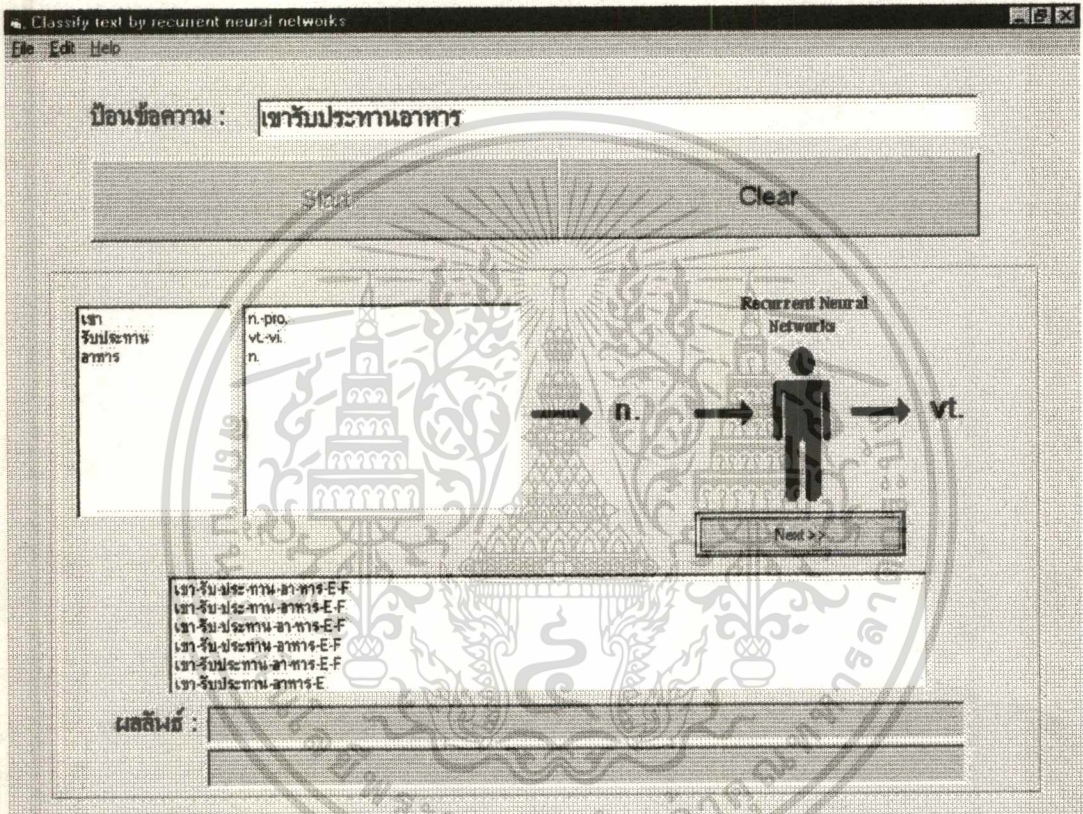 Classify text by recurrent neural networks
File Edit Help
ป้อนข้อความ : เขารับประทานอาหาร
Start Clear
เขา
รับประทาน
อาหาร
n.-pro.
vt.-vi.
n.
n.
Recurrent Neural
Networks
vt.
Next >>
เขา-รับ-ประ-ทาน-อา-หาร-E-F
เขา-รับ-ประ-ทาน-อาหาร-E-F
เขา-รับ-ประทาน-อา-หาร-E-F
เขา-รับ-ประทาน-อาหาร-E-F
เขา-รับประทาน-อา-หาร-E-F
เขา-รับประทาน-อาหาร-E
ผลลัพธ์ :